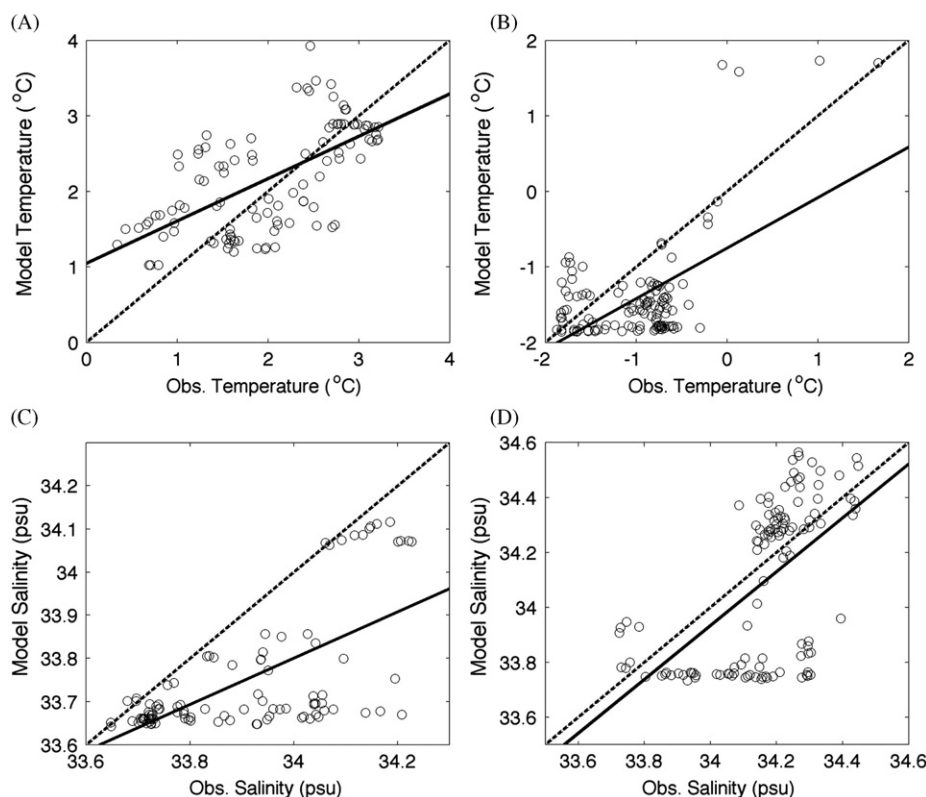 (A)
4
3
2
1
0
0 1 2 3 4
Model Temperature (°C)
Obs. Temperature (°C)
(B)
2
1
0
-1
-2
-2 -1 0 1 2
Model Temperature (°C)
Obs. Temperature (°C)
(C)
34.2
34.1
34
33.9
33.8
33.7
33.6
33.6 33.8 34 34.2
Model Salinity (psu)
Obs. Salinity (psu)
(D)
34.6
34.4
34.2
34
33.8
33.6
33.6 33.8 34 34.2 34.4 34.6
Model Salinity (psu)
Obs. Salinity (psu)